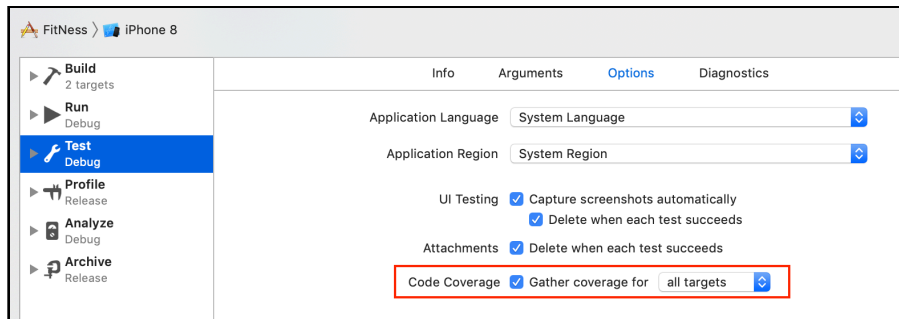 FitNess 〉 iPhone 8
Build
2 targets
Run
Debug
Test
Debug
Profile
Release
Analyze
Debug
Archive
Release
Info Arguments Options Diagnostics
Application Language System Language
Application Region System Region
UI Testing Capture screenshots automatically
Delete when each test succeeds
Attachments Delete when each test succeeds
Code Coverage Gather coverage for all targets